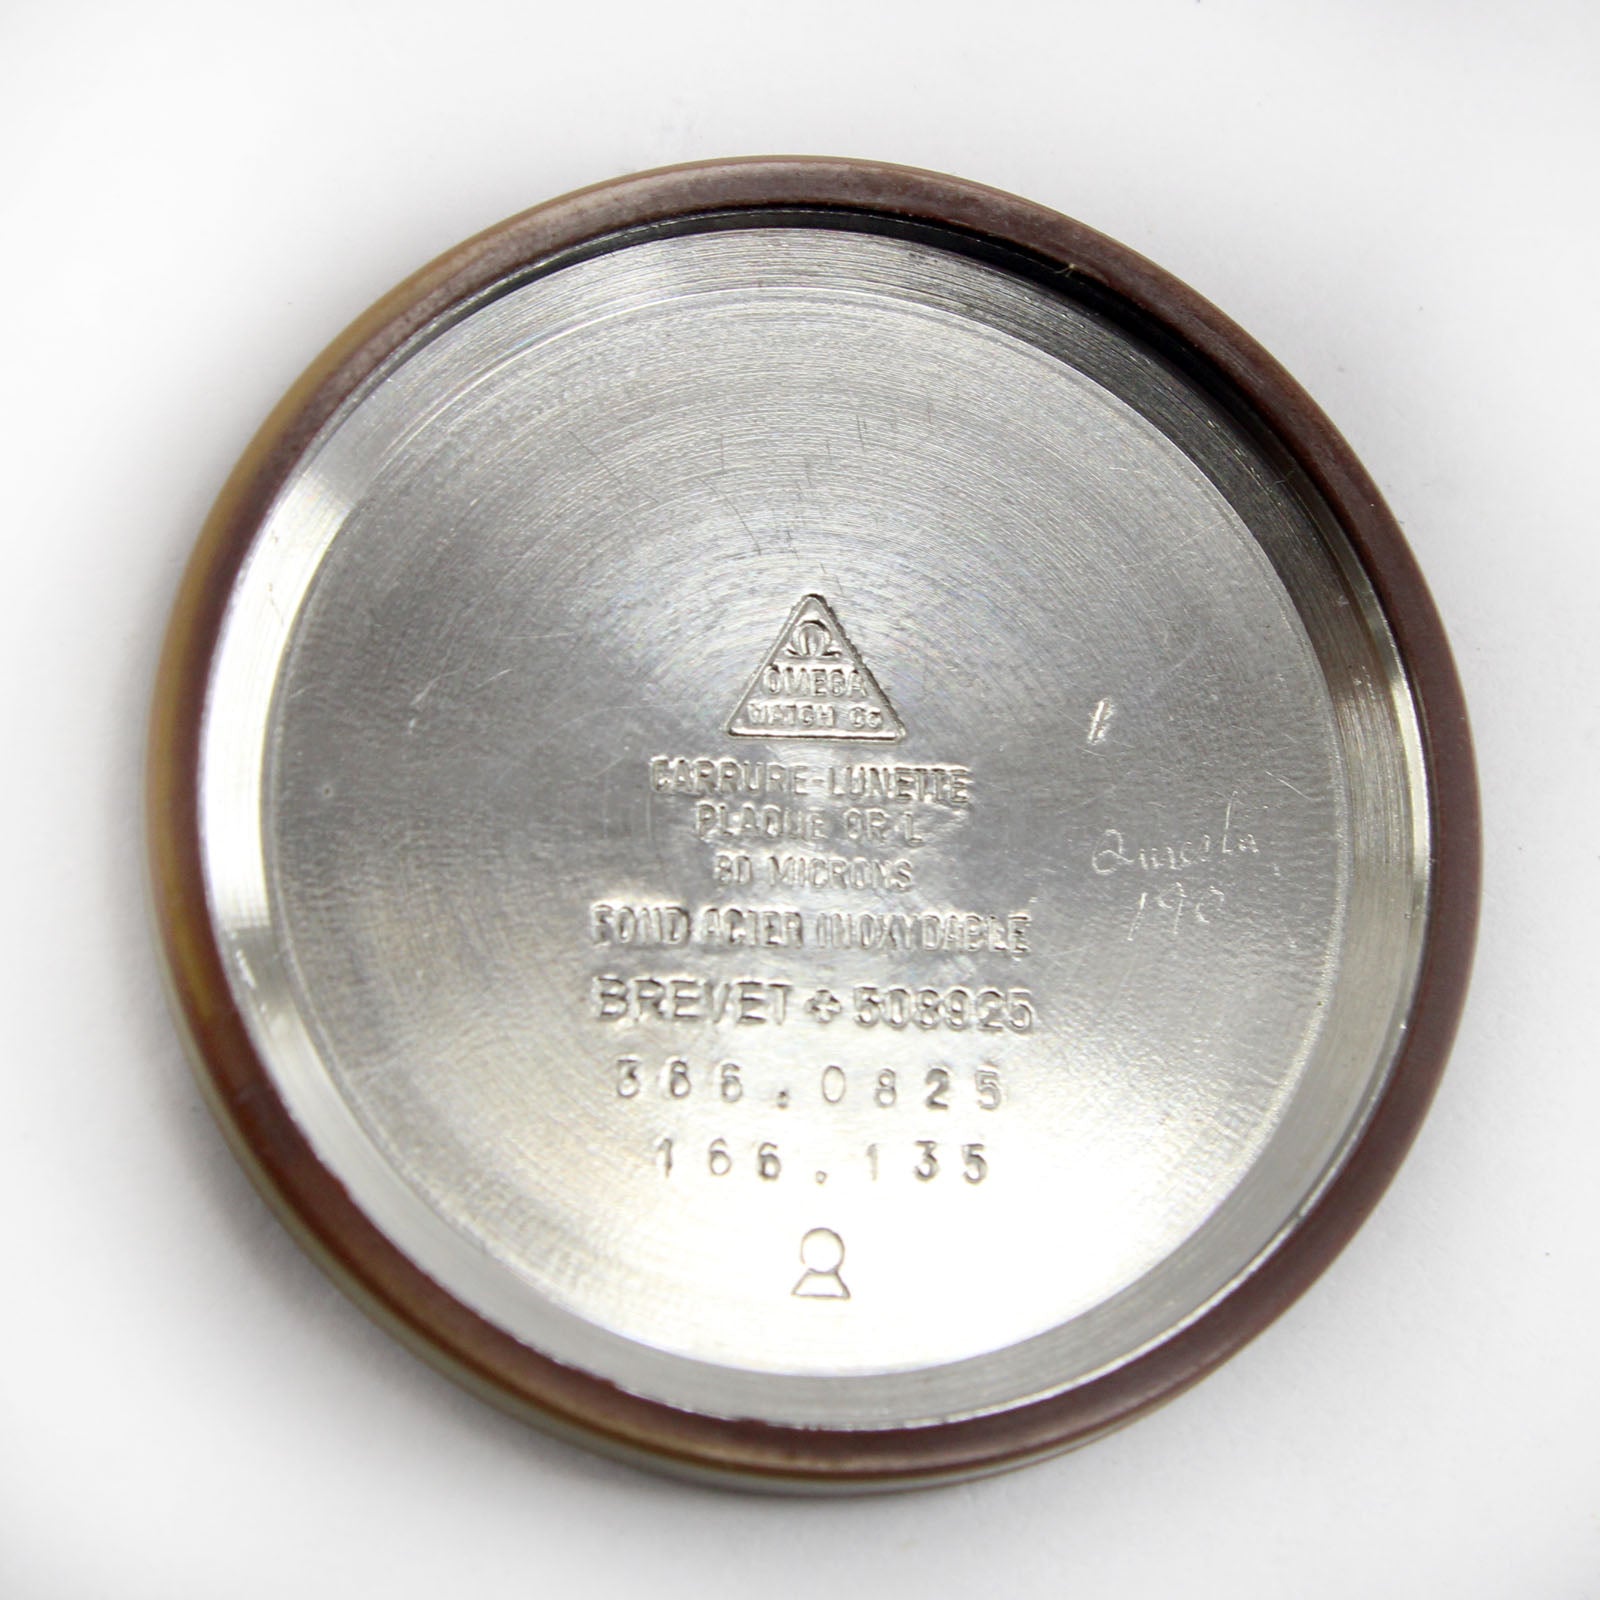 Ω
OMEGA
WATCH Co
CARRURE-LUNETTE
PLAQUE OR L
80 MICRONS
FOND ACIER INOXYDABLE
BREVET + 508925
366.0825
166.135